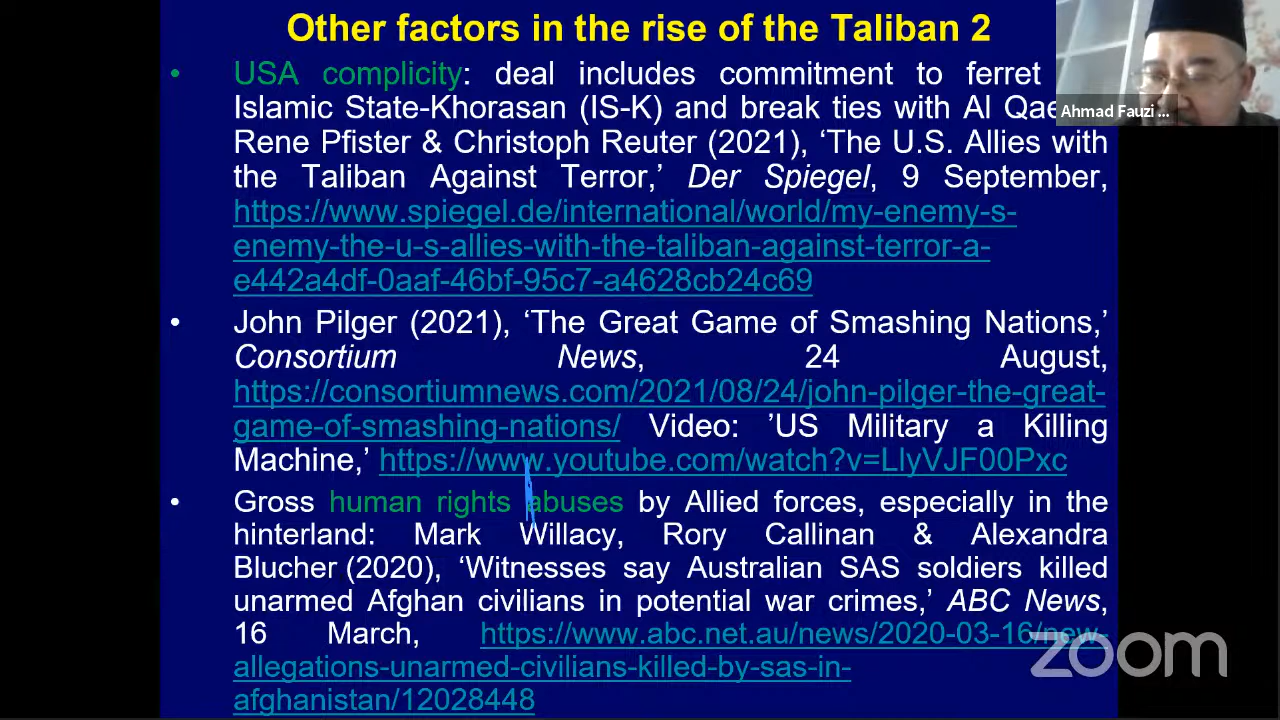 Other factors in the rise of the Taliban 2
• USA complicity: deal includes commitment to ferret
Islamic State-Khorasan (IS-K) and break ties with Al Qae
Rene Pfister & Christoph Reuter (2021), ‘The U.S. Allies with
the Taliban Against Terror,’ Der Spiegel, 9 September,
https://www.spiegel.de/international/world/my-enemy-s-
enemy-the-u-s-allies-with-the-taliban-against-terror-a-
e442a4df-0aaf-46bf-95c7-a4628cb24c69
• John Pilger (2021), ‘The Great Game of Smashing Nations,’
Consortium News, 24 August,
https://consortiumnews.com/2021/08/24/john-pilger-the-great-
game-of-smashing-nations/ Video: ’US Military a Killing
Machine,’ https://www.youtube.com/watch?v=LlyVJF00Pxc
• Gross human rights abuses by Allied forces, especially in the
hinterland: Mark Willacy, Rory Callinan & Alexandra
Blucher (2020), ‘Witnesses say Australian SAS soldiers killed
unarmed Afghan civilians in potential war crimes,’ ABC News,
16 March, https://www.abc.net.au/news/2020-03-16/new-
allegations-unarmed-civilians-killed-by-sas-in-
afghanistan/12028448
Ahmad Fauzi ...
zoom